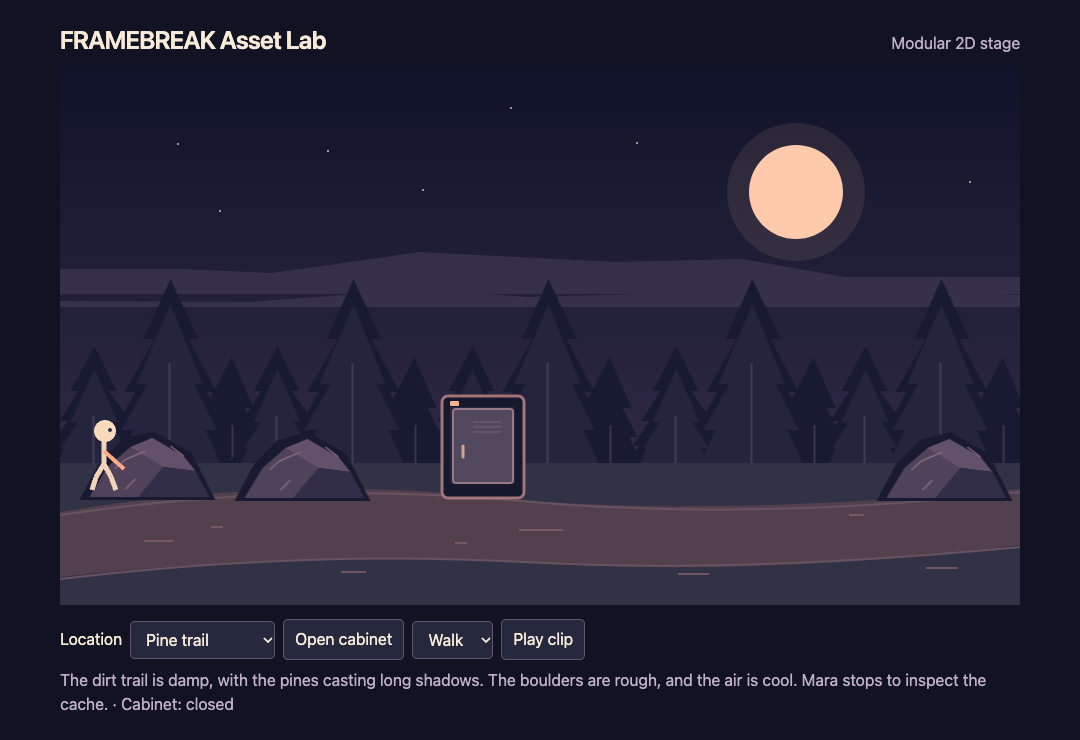 FRAMEBREAK Asset Lab
Modular 2D stage
Location
Pine trail
Open cabinet
Walk
Play clip
The dirt trail is damp, with the pines casting long shadows. The boulders are rough, and the air is cool. Mara stops to inspect the
cache. · Cabinet: closed